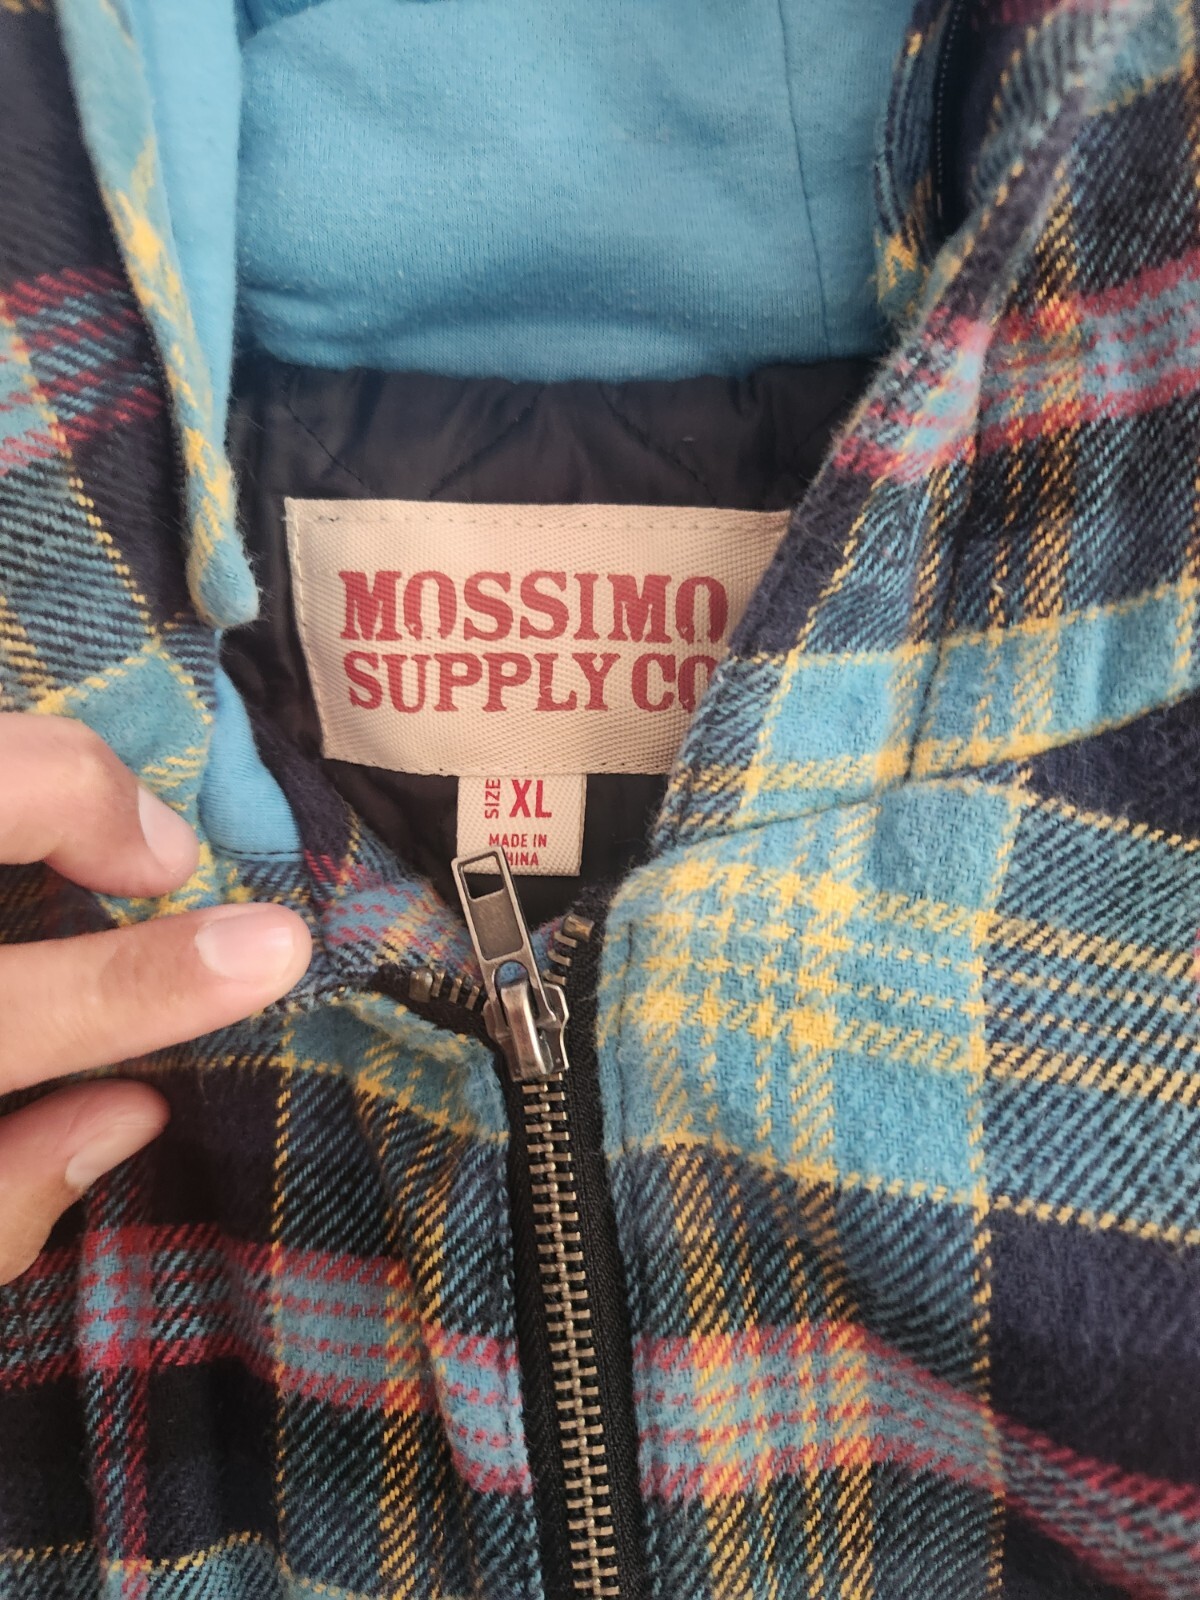 MOSSIMO
SUPPLY CO
SIZE XL
MADE IN
CHINA